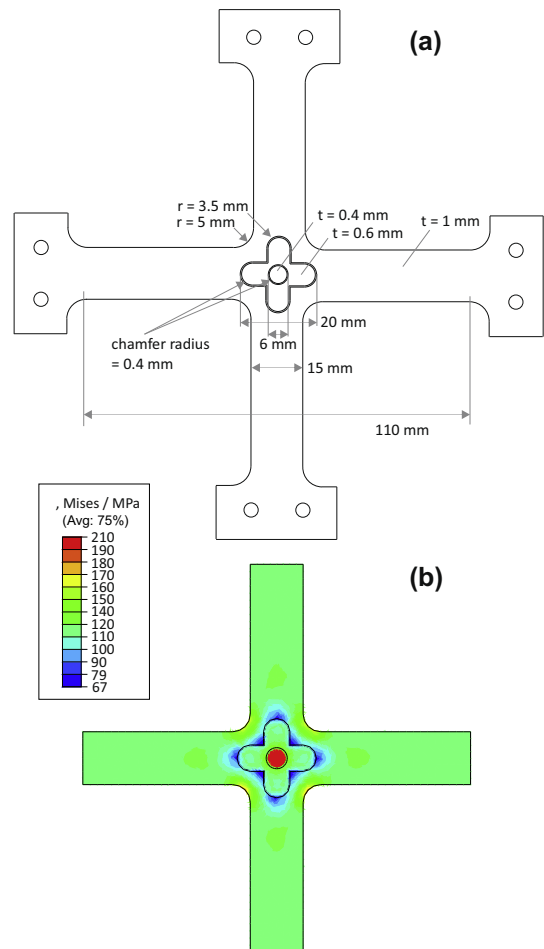 (a)
r = 3.5 mm
r = 5 mm
t = 0.4 mm
t = 0.6 mm
t = 1 mm
chamfer radius
= 0.4 mm
20 mm
6 mm
15 mm
110 mm
, Mises / MPa
(Avg: 75%)
210
190
180
170
160
150
140
120
110
100
90
79
67
(b)